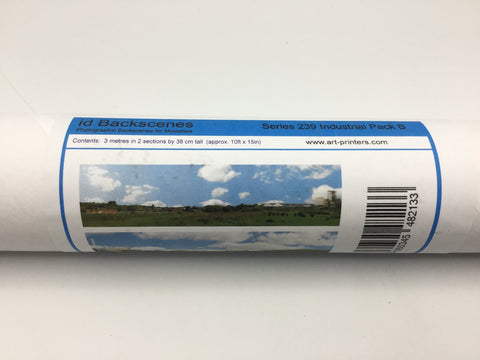 id Backscenes
Photographic Backscenes for Modellers
Series 239 Industrial Pack B
Contents: 3 metres in 2 sections by 38 cm tall (approx. 10ft x 15in)
www.art-printers.com
482133